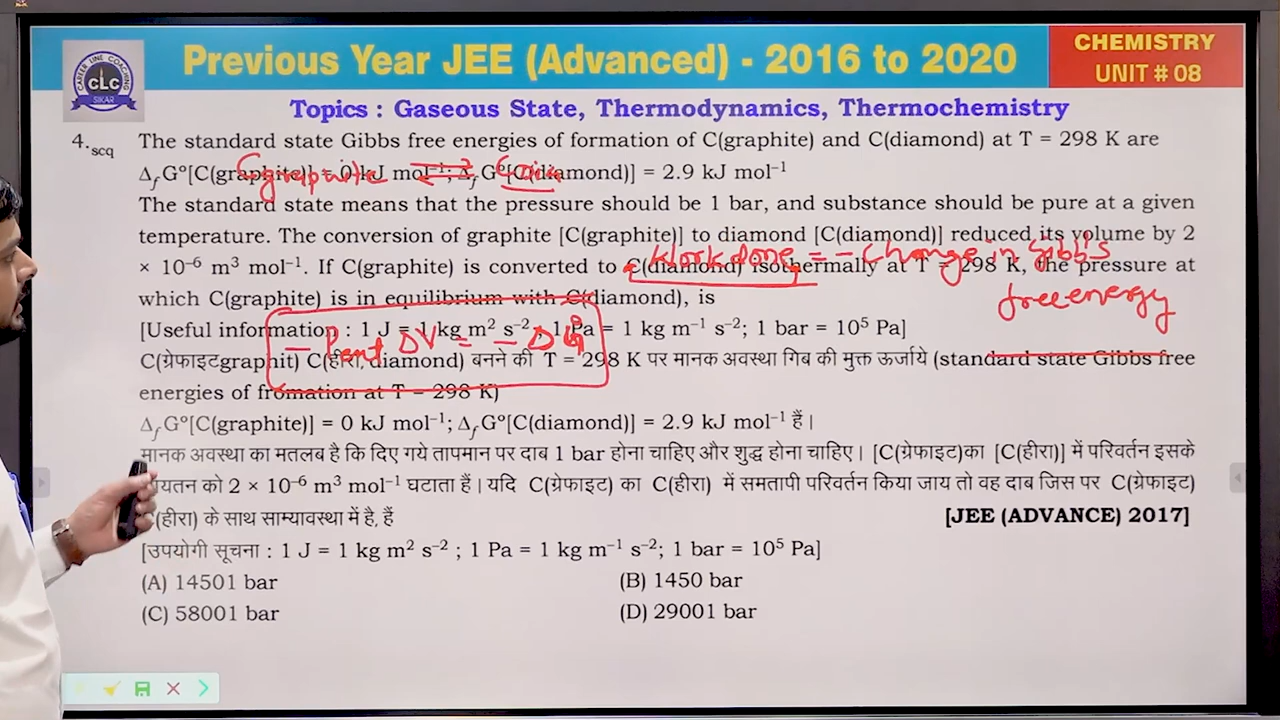 Previous Year JEE (Advanced) - 2016 to 2020
CHEMISTRY
UNIT # 08
CAREER LINE COACHING
CLC
SIKAR
Topics : Gaseous State, Thermodynamics, Thermochemistry
4.scq The standard state Gibbs free energies of formation of C(graphite) and C(diamond) at T = 298 K are
ΔfG°[C(graphite)] = 0 kJ mol⁻¹; ΔfG°[C(diamond)] = 2.9 kJ mol⁻¹
Cgraphite ⇌ Cdia
The standard state means that the pressure should be 1 bar, and substance should be pure at a given
temperature. The conversion of graphite [C(graphite)] to diamond [C(diamond)] reduced its volume by 2
work done = - change in Gibb's
× 10⁻⁶ m³ mol⁻¹. If C(graphite) is converted to C(diamond) isothermally at T = 298 K, the pressure at
free energy
which C(graphite) is in equilibrium with C(diamond), is
[Useful information : 1 J = 1 kg m² s⁻²; 1 Pa = 1 kg m⁻¹ s⁻²; 1 bar = 10⁵ Pa]
- Pext ΔV = - ΔG°
C(ग्रेफाइटgraphit) C(हीरा, diamond) बनने की T = 298 K पर मानक अवस्था गिब की मुक्त ऊर्जाये (standard state Gibbs free
energies of fromation at T = 298 K)
ΔfG°[C(graphite)] = 0 kJ mol⁻¹; ΔfG°[C(diamond)] = 2.9 kJ mol⁻¹ हैं।
मानक अवस्था का मतलब है कि दिए गये तापमान पर दाब 1 bar होना चाहिए और शुद्ध होना चाहिए। [C(ग्रेफाइट)का [C(हीरा)] में परिवर्तन इसके
यतन को 2 × 10⁻⁶ m³ mol⁻¹ घटाता हैं। यदि C(ग्रेफाइट) का C(हीरा) में समतापी परिवर्तन किया जाय तो वह दाब जिस पर C(ग्रेफाइट)
(हीरा) के साथ साम्यावस्था में है, हैं
[JEE (ADVANCE) 2017]
[उपयोगी सूचना : 1 J = 1 kg m² s⁻² ; 1 Pa = 1 kg m⁻¹ s⁻²; 1 bar = 10⁵ Pa]
(A) 14501 bar
(B) 1450 bar
(C) 58001 bar
(D) 29001 bar